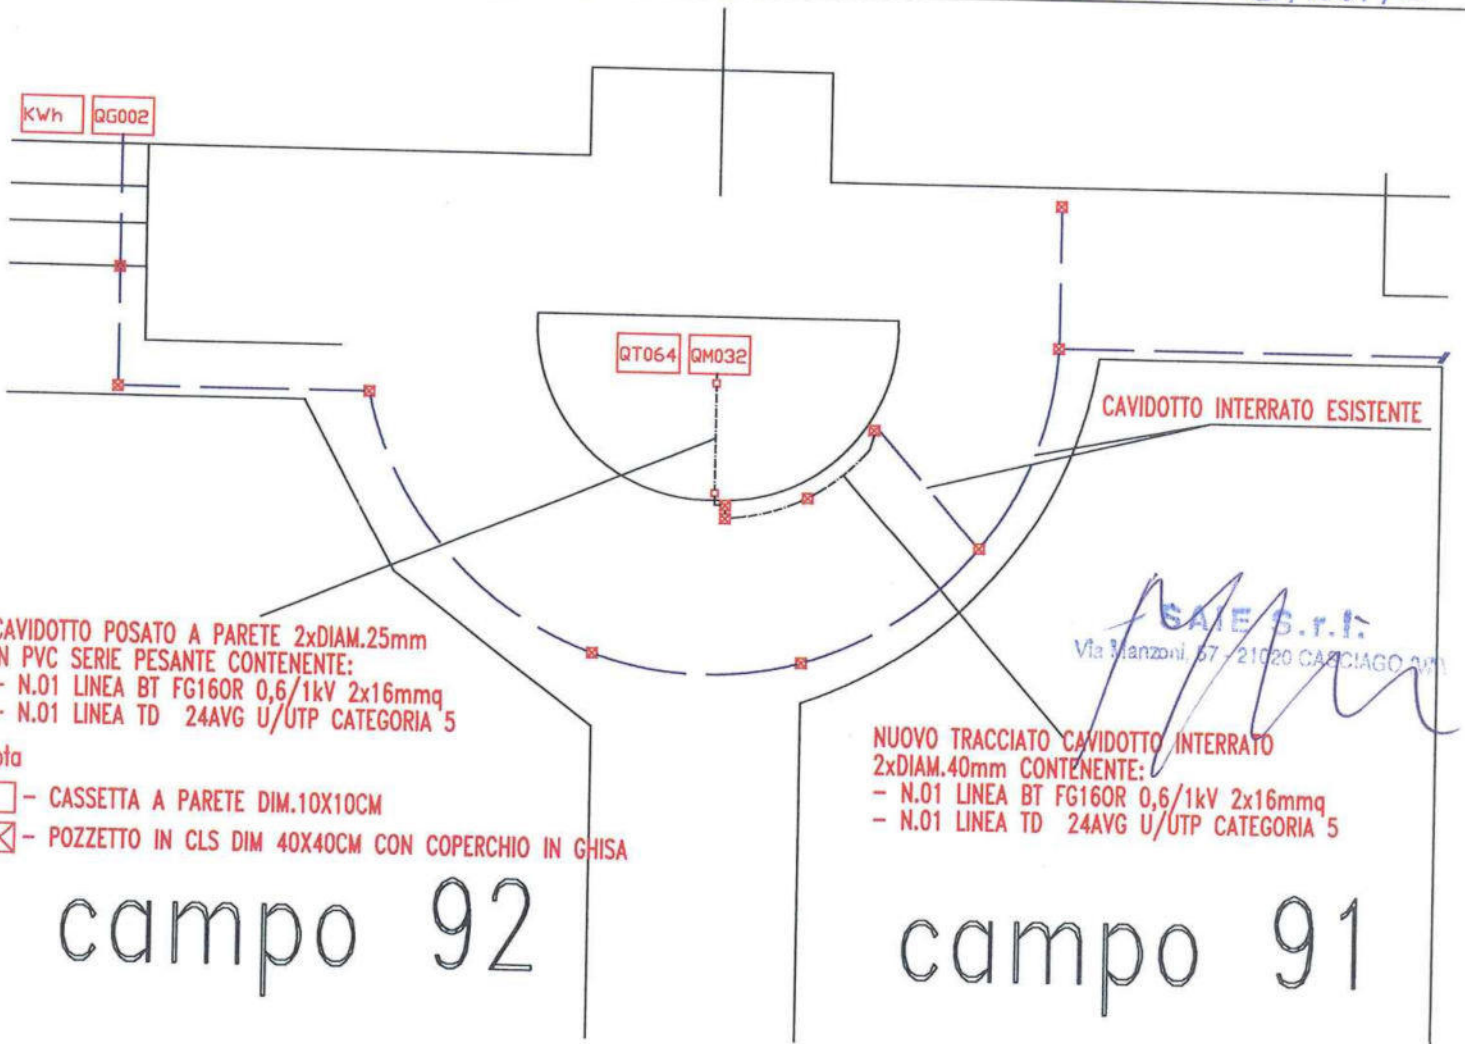 KWh QG002
QT064 QM032
CAVIDOTTO INTERRATO ESISTENTE
CAVIDOTTO POSATO A PARETE 2xDIAM.25mm
N PVC SERIE PESANTE CONTENENTE:
- N.01 LINEA BT FG16OR 0,6/1kV 2x16mmq
- N.01 LINEA TD 24AVG U/UTP CATEGORIA 5
ota
- CASSETTA A PARETE DIM.10X10CM
- POZZETTO IN CLS DIM 40X40CM CON COPERCHIO IN GHISA
SAIE S.r.l.
Via Manzoni, 57 - 21020 CASCIAGO
NUOVO TRACCIATO CAVIDOTTO INTERRATO
2xDIAM.40mm CONTENENTE:
- N.01 LINEA BT FG16OR 0,6/1kV 2x16mmq
- N.01 LINEA TD 24AVG U/UTP CATEGORIA 5
campo 92
campo 91